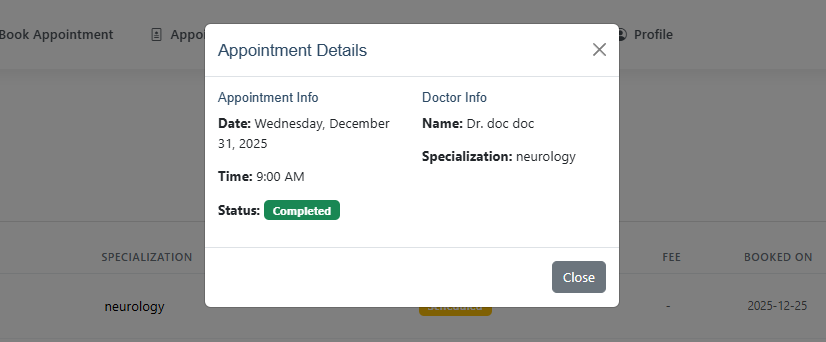 Book Appointment
Profile
Appointment Details
Appointment Info
Date: Wednesday, December
31, 2025
Time: 9:00 AM
Status: Completed
Doctor Info
Name: Dr. doc doc
Specialization: neurology
Close
SPECIALIZATION
FEE
BOOKED ON
neurology
Scheduled
-
2025-12-25